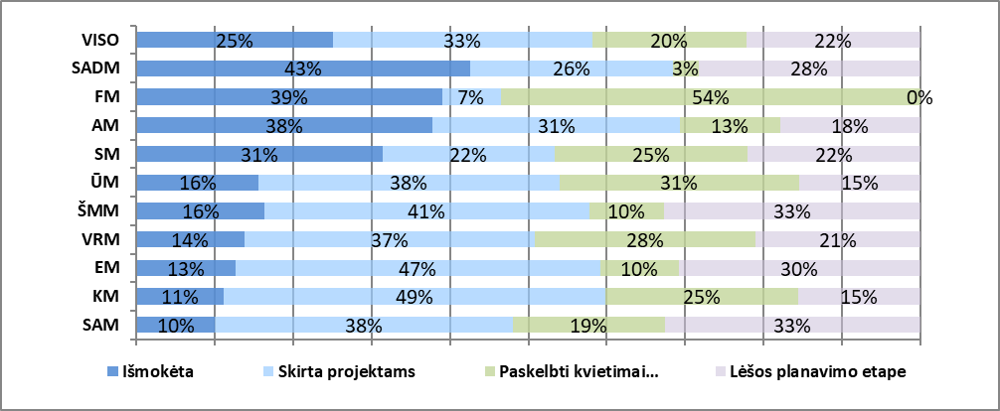 VISO 25% 33% 20% 22%
SADM 43% 26% 3% 28%
FM 39% 7% 54% 0%
AM 38% 31% 13% 18%
SM 31% 22% 25% 22%
ŪM 16% 38% 31% 15%
ŠMM 16% 41% 10% 33%
VRM 14% 37% 28% 21%
EM 13% 47% 10% 30%
KM 11% 49% 25% 15%
SAM 10% 38% 19% 33%
Išmokėta Skirta projektams Paskelbti kvietimai... Lėšos planavimo etape